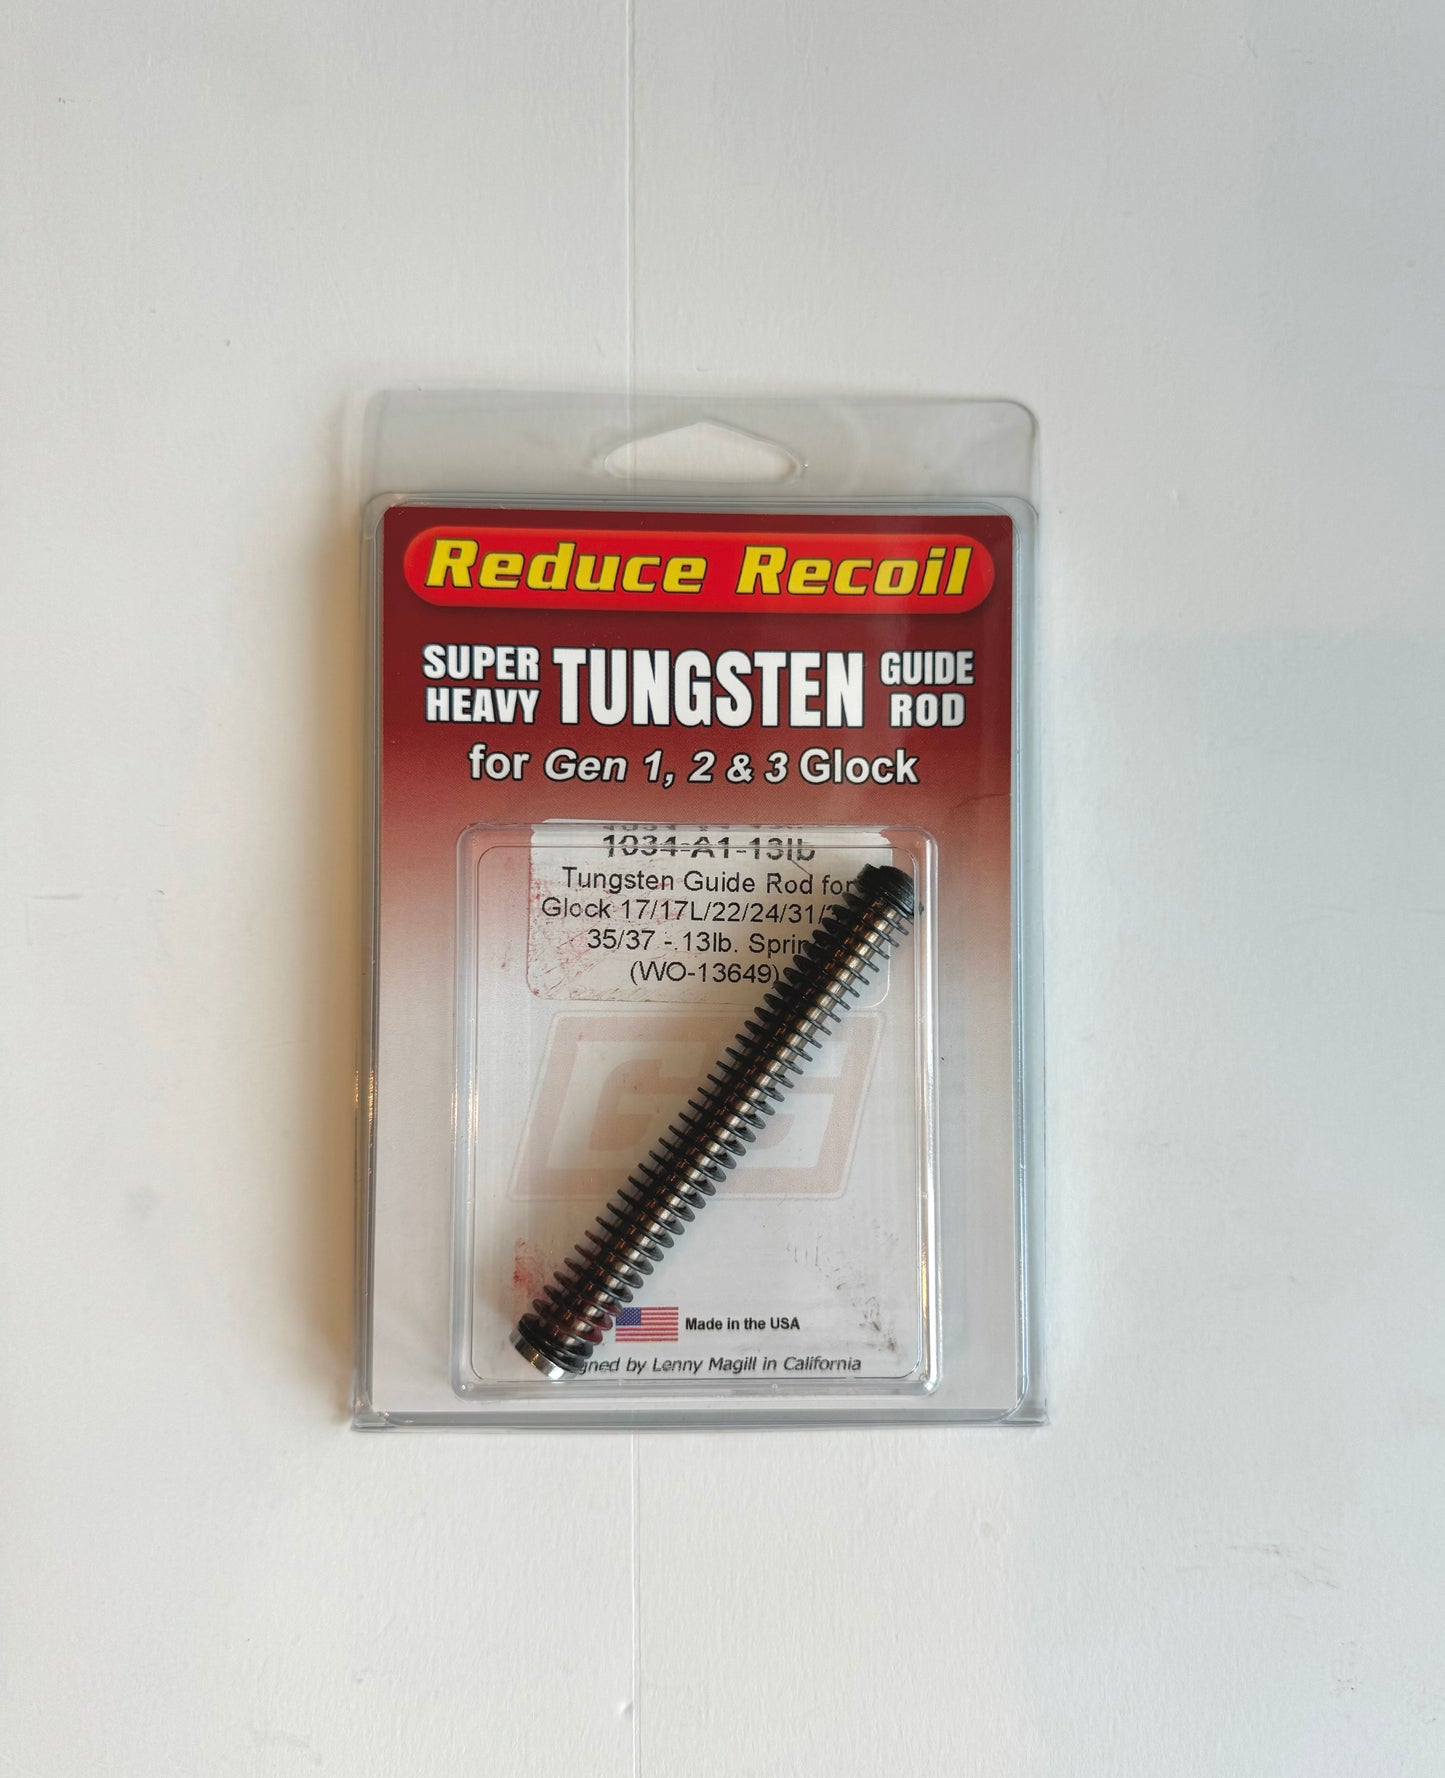 Reduce Recoil
SUPER HEAVY TUNGSTEN GUIDE ROD
for Gen 1, 2 & 3 Glock
1034-A1-13lb
Tungsten Guide Rod for
Glock 17/17L/22/24/31/
35/37 - 13lb.
(WO-13649)
Made in the USA
by Lenny Magill in California